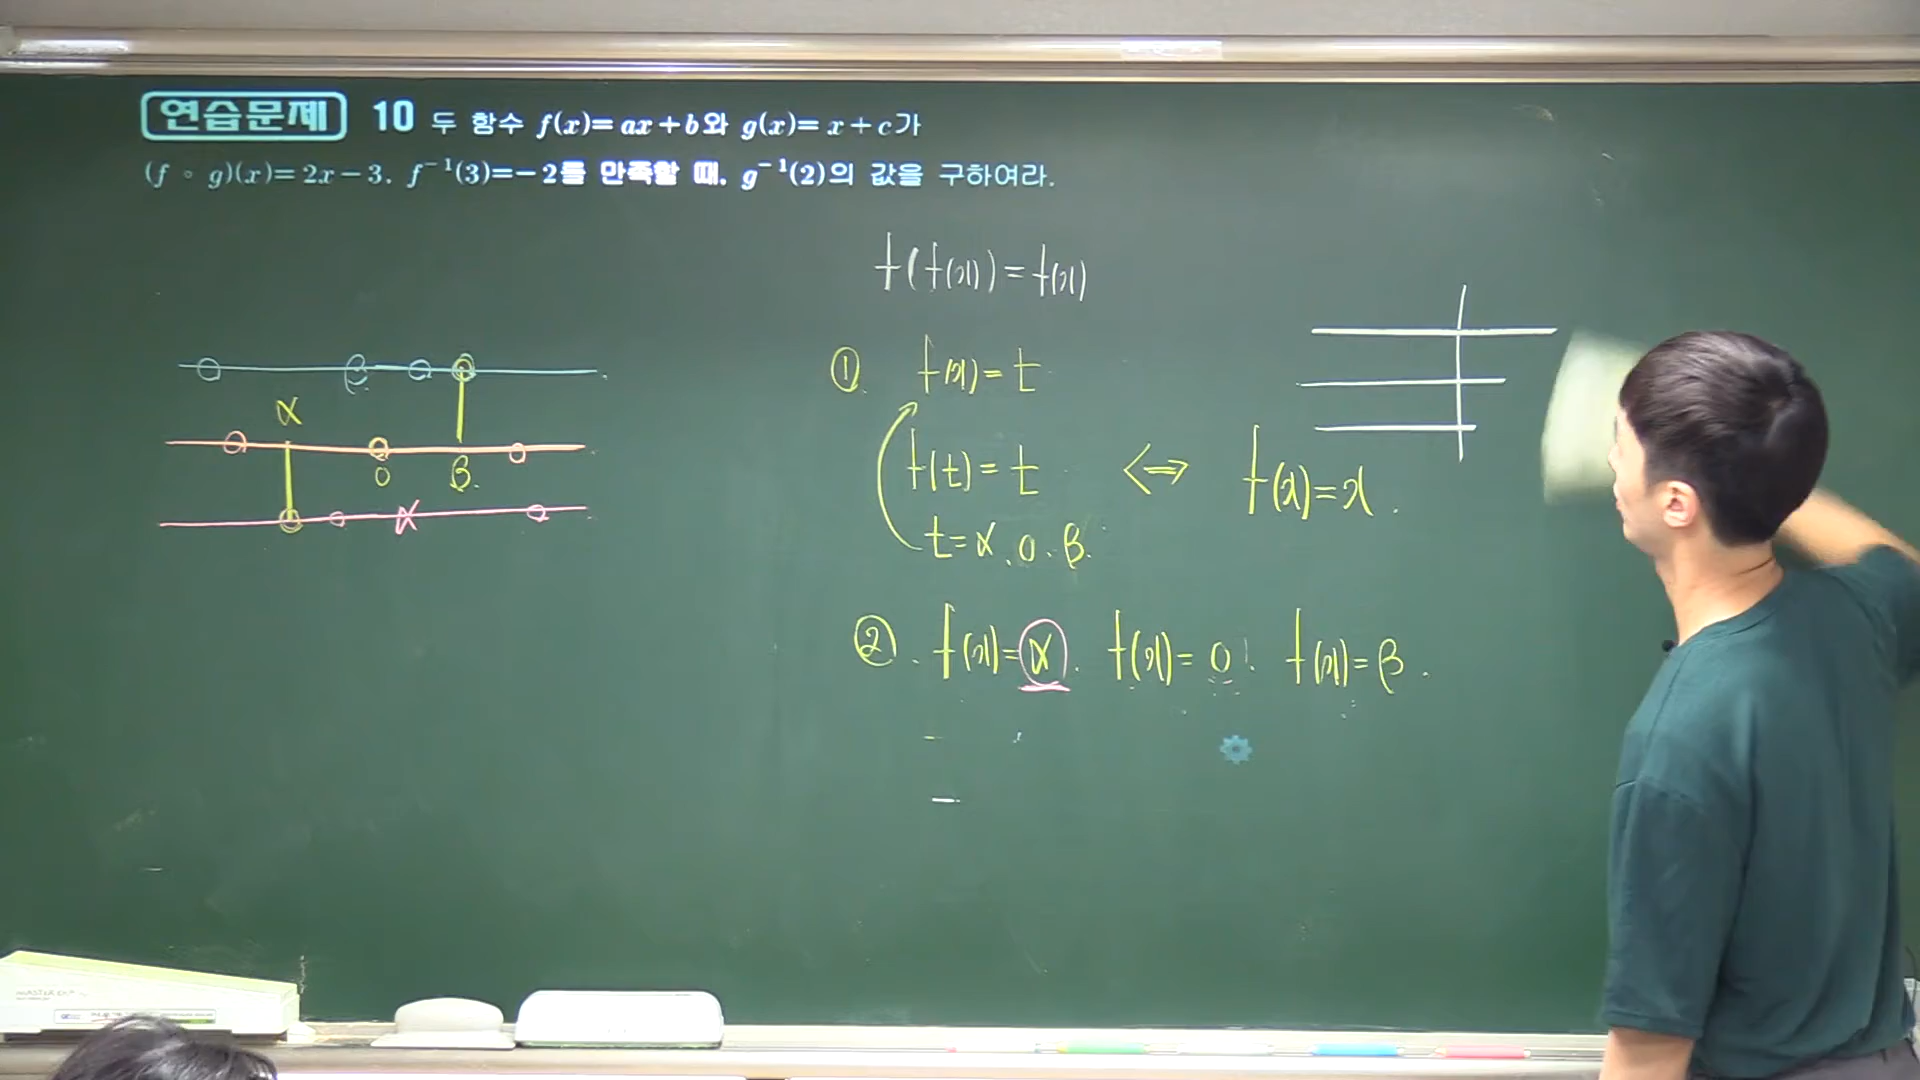 연습문제 10 두 함수 f(x)= ax+b와 g(x)= x+c가
(f ∘ g)(x)= 2x-3, f⁻¹(3)=-2를 만족할 때, g⁻¹(2)의 값을 구하여라.
f(f(x))=f(x)
① f(x)=t
f(t)=t ⟺ f(x)=x.
t=α, 0, β.
② . f(x)=α. f(x)=0. f(x)=β.
α
0 β.